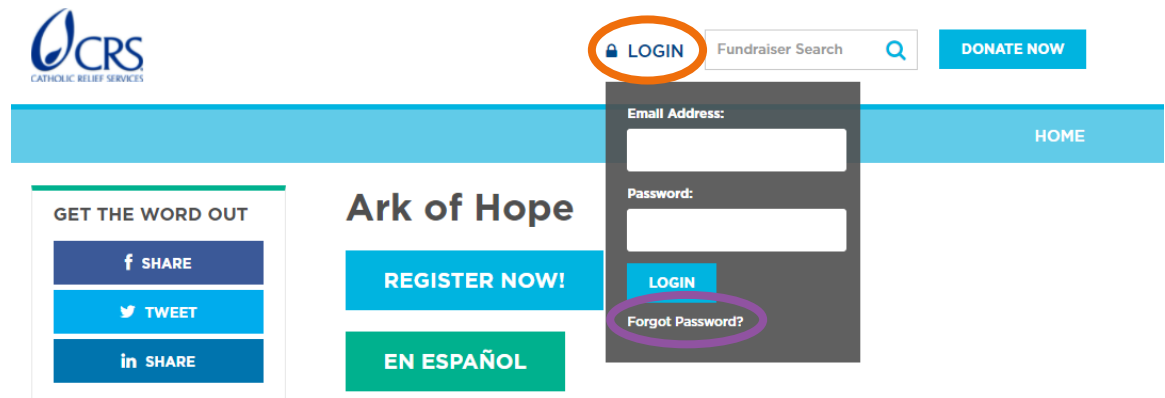 CRS
CATHOLIC RELIEF SERVICES
LOGIN
Fundraiser Search
DONATE NOW
HOME
Email Address:
Password:
LOGIN
Forgot Password?
GET THE WORD OUT
f SHARE
TWEET
in SHARE
Ark of Hope
REGISTER NOW!
EN ESPAÑOL